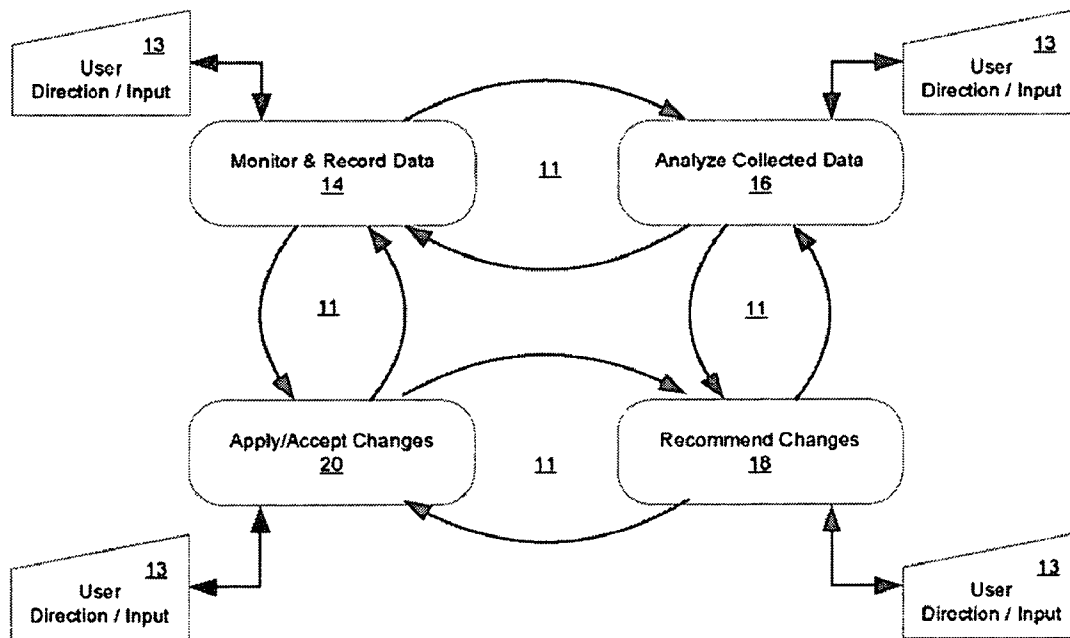 13
User
Direction / Input
13
User
Direction / Input
Monitor & Record Data
14
11
Analyze Collected Data
16
11
11
Apply/Accept Changes
20
11
Recommend Changes
18
13
User
Direction / Input
13
User
Direction / Input